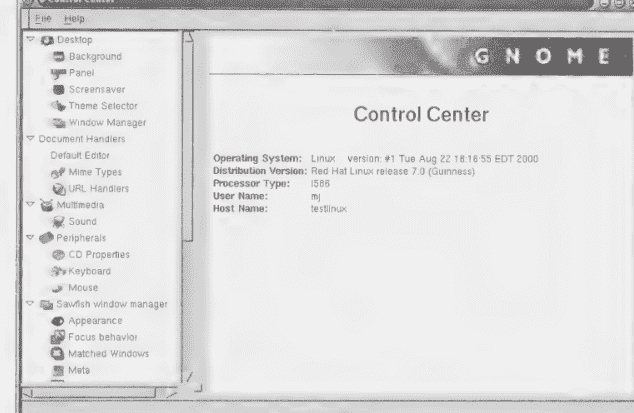 Control Center
File Help
Desktop
Background
Panel
Screensaver
Theme Selector
Window Manager
Document Handlers
Default Editor
Mime Types
URL Handlers
Multimedia
Sound
Peripherals
CD Properties
Keyboard
Mouse
Sawfish window manager
Appearance
Focus behavior
Matched Windows
Meta
GNOME
Control Center
Operating System: Linux version: #1 Tue Aug 22 16:16:55 EDT 2000
Distribution Version: Red Hat Linux release 7.0 (Guinness)
Processor Type: i586
User Name: mj
Host Name: testlinux